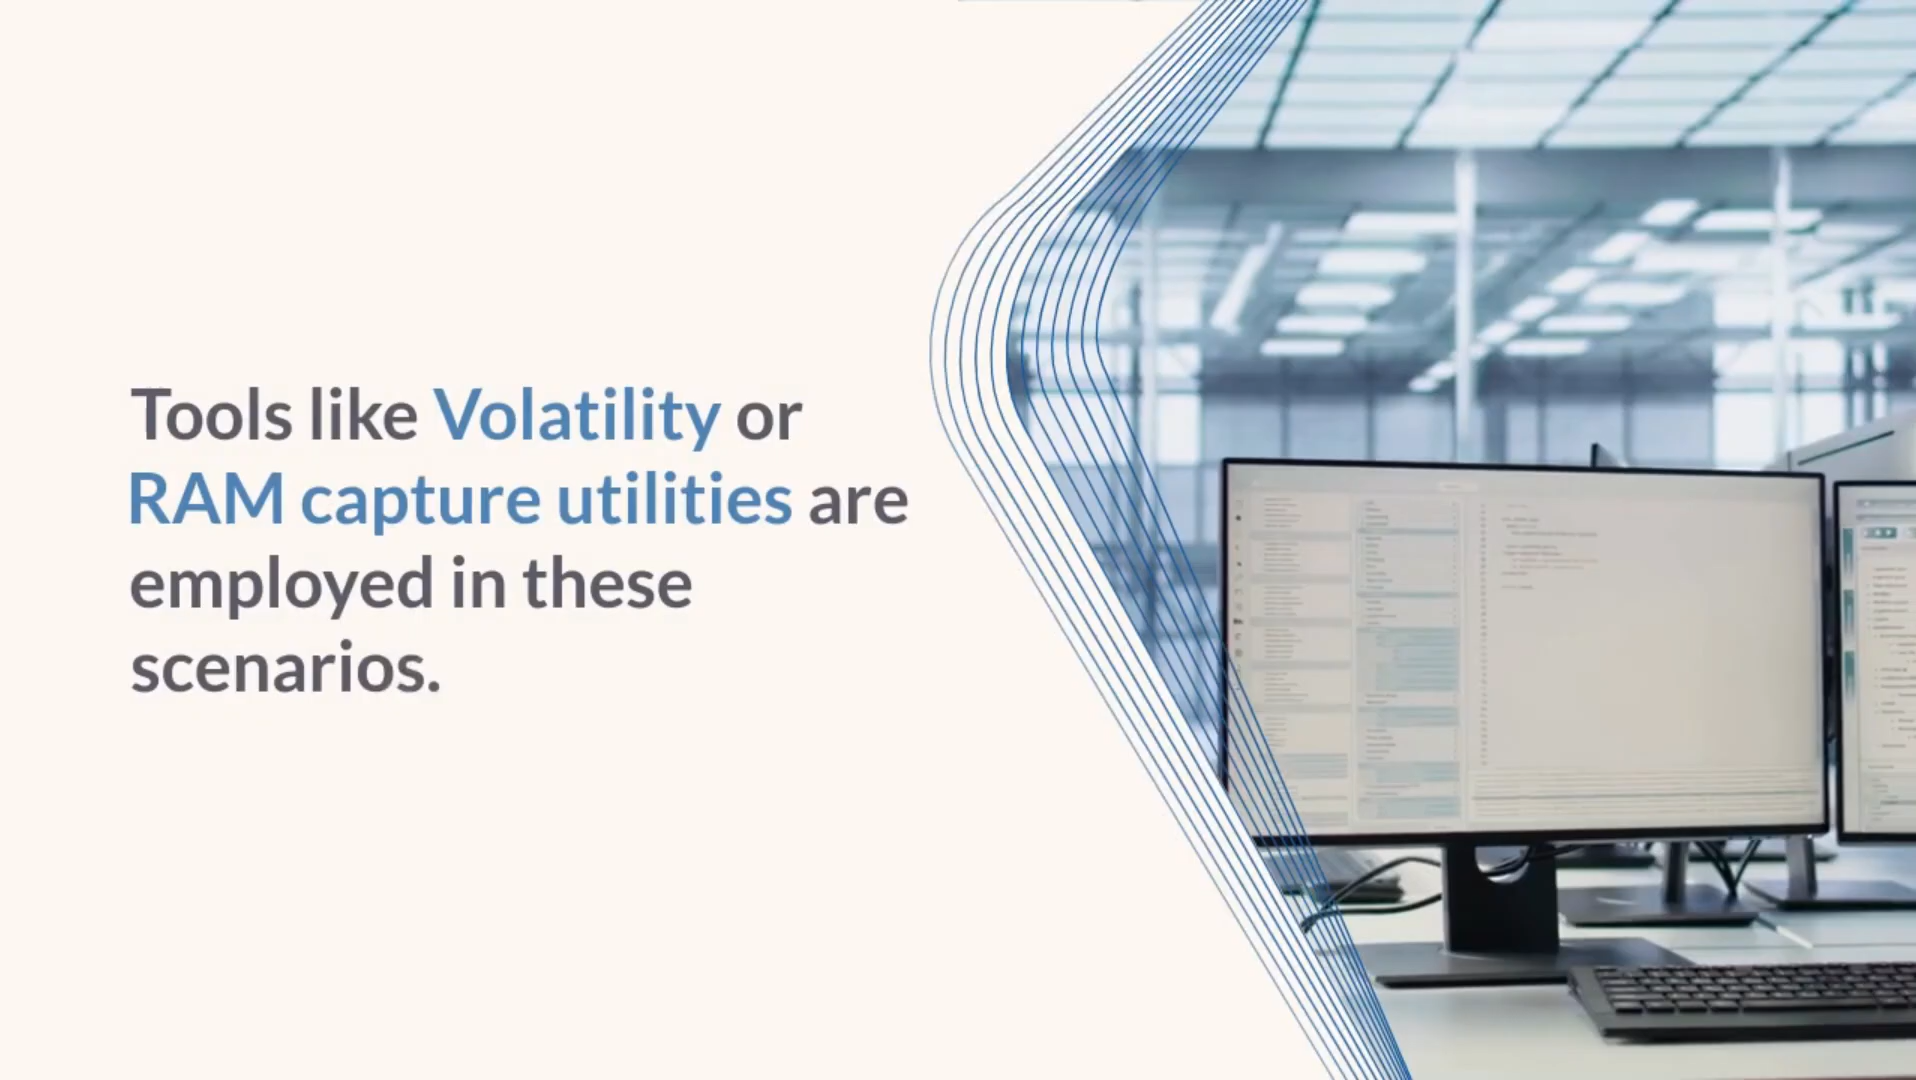 Tools like Volatility or
RAM capture utilities are
employed in these
scenarios.